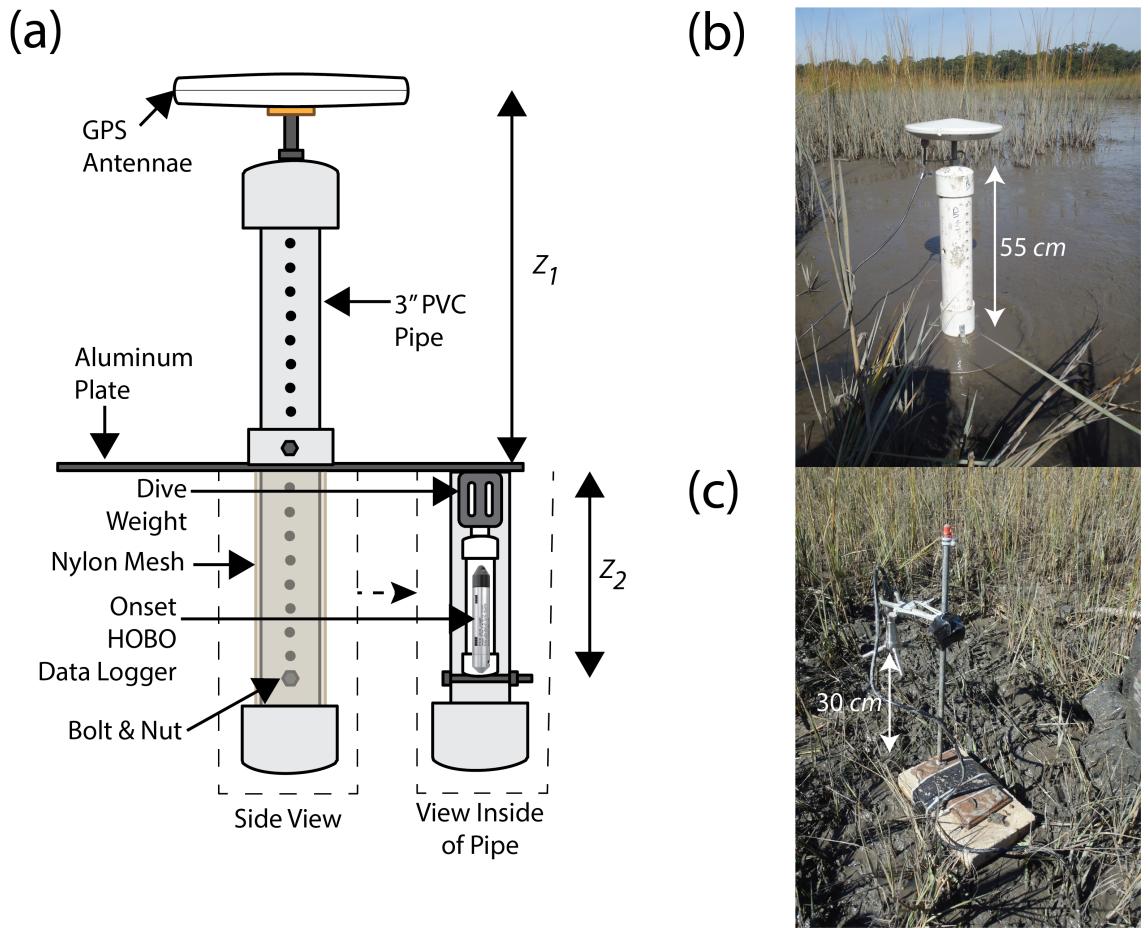 (a)
GPS
Antennae
Z1
3” PVC
Pipe
Aluminum
Plate
Dive
Weight
Nylon Mesh
Z2
Onset
HOBO
Data Logger
Bolt & Nut
Side View
View Inside
of Pipe
(b)
55 cm
(c)
30 cm